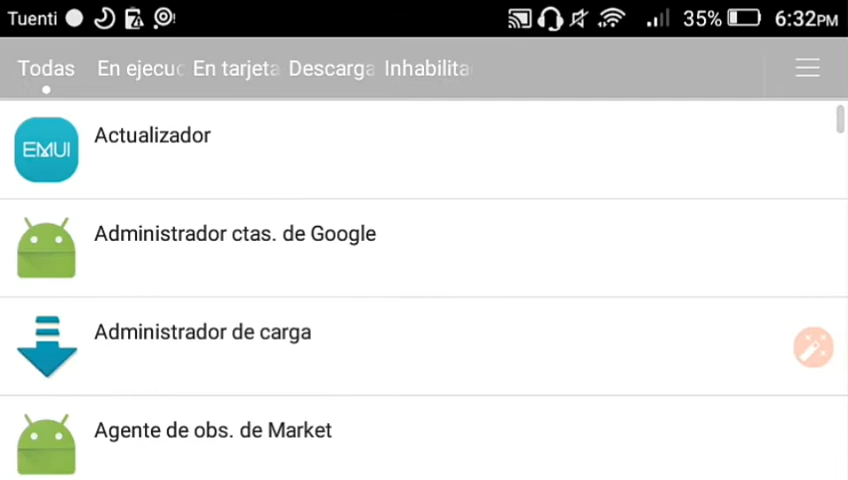 Tuenti 35% 6:32PM
Todas En ejecuc En tarjeta Descarga Inhabilita
EMUI Actualizador
Administrador ctas. de Google
Administrador de carga
Agente de obs. de Market